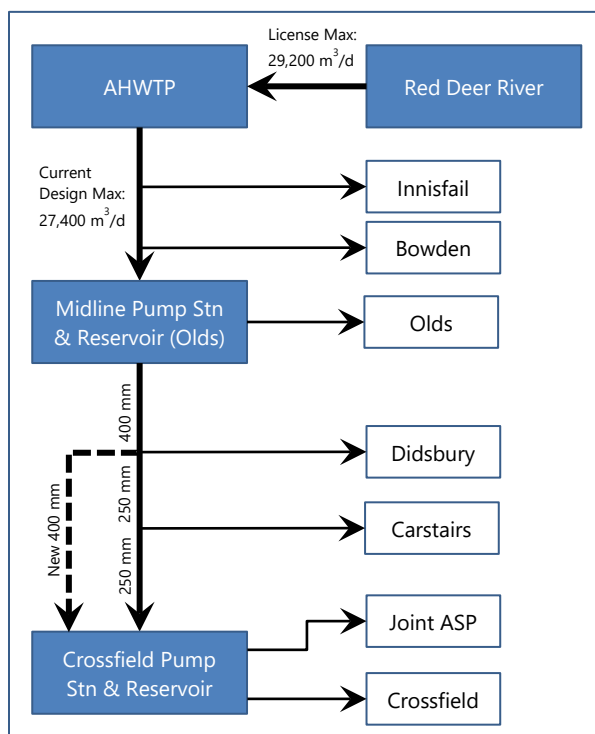 License Max:
29,200 m³/d
AHWTP
Red Deer River
Current
Design Max:
27,400 m³/d
Innisfail
Bowden
Midline Pump Stn
& Reservoir (Olds)
Olds
400 mm
Didsbury
250 mm
New 400 mm
Carstairs
250 mm
Joint ASP
Crossfield Pump
Stn & Reservoir
Crossfield